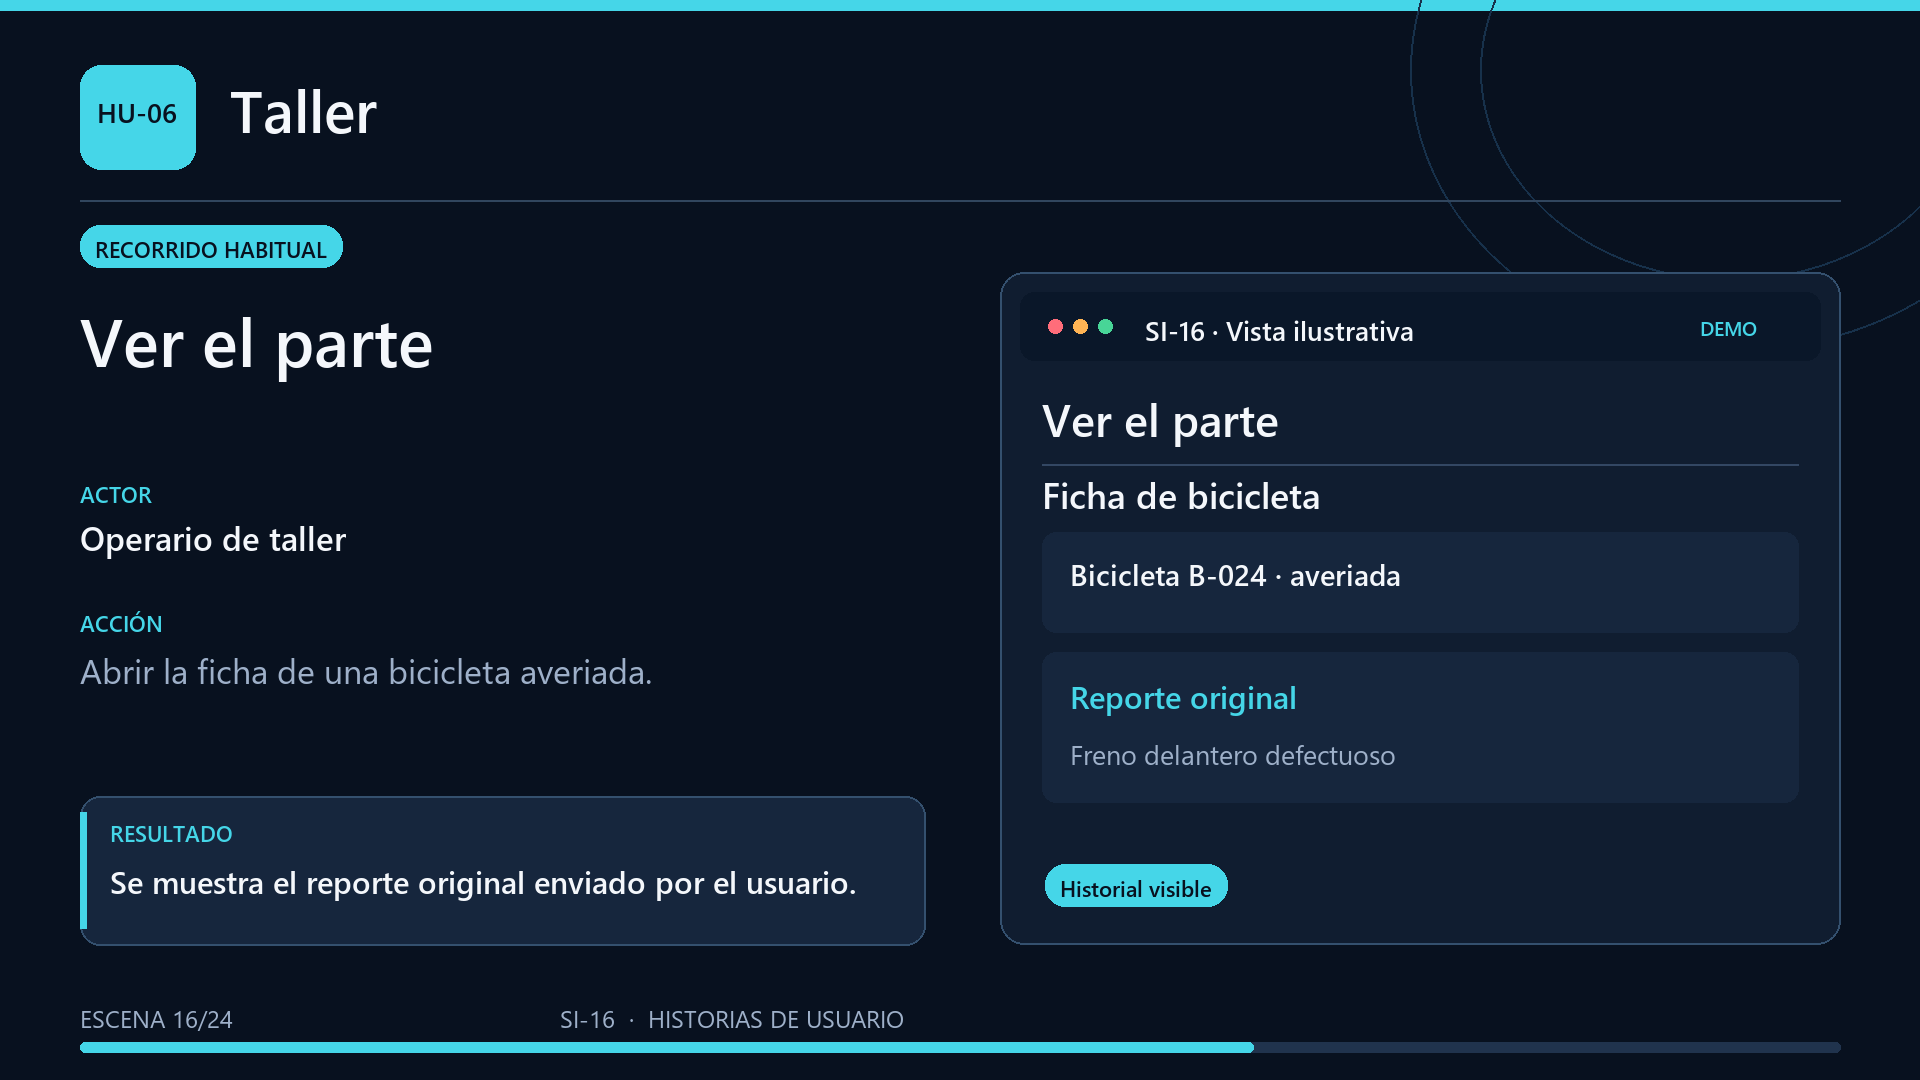 HU-06
Taller
RECORRIDO HABITUAL
Ver el parte
ACTOR
Operario de taller
ACCIÓN
Abrir la ficha de una bicicleta averiada.
RESULTADO
Se muestra el reporte original enviado por el usuario.
SI-16 · Vista ilustrativa
DEMO
Ver el parte
Ficha de bicicleta
Bicicleta B-024 · averiada
Reporte original
Freno delantero defectuoso
Historial visible
ESCENA 16/24
SI-16 · HISTORIAS DE USUARIO